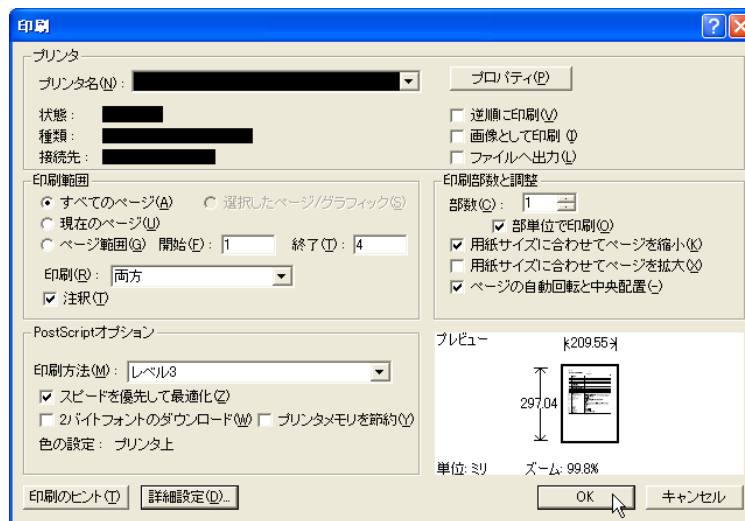 印刷
プリンタ
プリンタ名(N):
プロパティ(P)
状態:
種類:
接続先:
逆順に印刷(V)
画像として印刷(I)
ファイルへ出力(L)
印刷範囲
すべてのページ(A) 選択したページ/グラフィック(S)
現在のページ(U)
ページ範囲(G) 開始(F): 1 終了(T): 4
印刷(R): 両方
注釈(T)
印刷部数と調整
部数(C): 1
部単位で印刷(O)
用紙サイズに合わせてページを縮小(K)
用紙サイズに合わせてページを拡大(X)
ページの自動回転と中央配置(-)
PostScriptオプション
印刷方法(M): レベル3
スピードを優先して最適化(Z)
2バイトフォントのダウンロード(W) プリンタメモリを節約(Y)
色の設定: プリンタ上
プレビュー
209.55
297.04
単位: ミリ ズーム: 99.8%
印刷のヒント(T) 詳細設定(D)... OK キャンセル